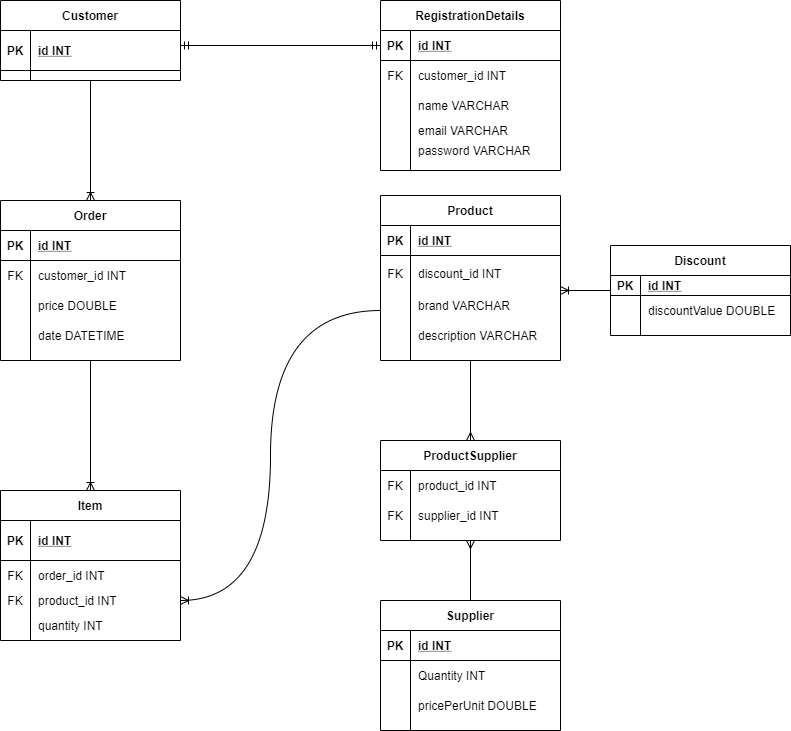 Customer
PK id INT
RegistrationDetails
PK id INT
FK customer_id INT
name VARCHAR
email VARCHAR
password VARCHAR
Order
PK id INT
FK customer_id INT
price DOUBLE
date DATETIME
Product
PK id INT
FK discount_id INT
brand VARCHAR
description VARCHAR
Discount
PK id INT
discountValue DOUBLE
ProductSupplier
FK product_id INT
FK supplier_id INT
Item
PK id INT
FK order_id INT
FK product_id INT
quantity INT
Supplier
PK id INT
Quantity INT
pricePerUnit DOUBLE